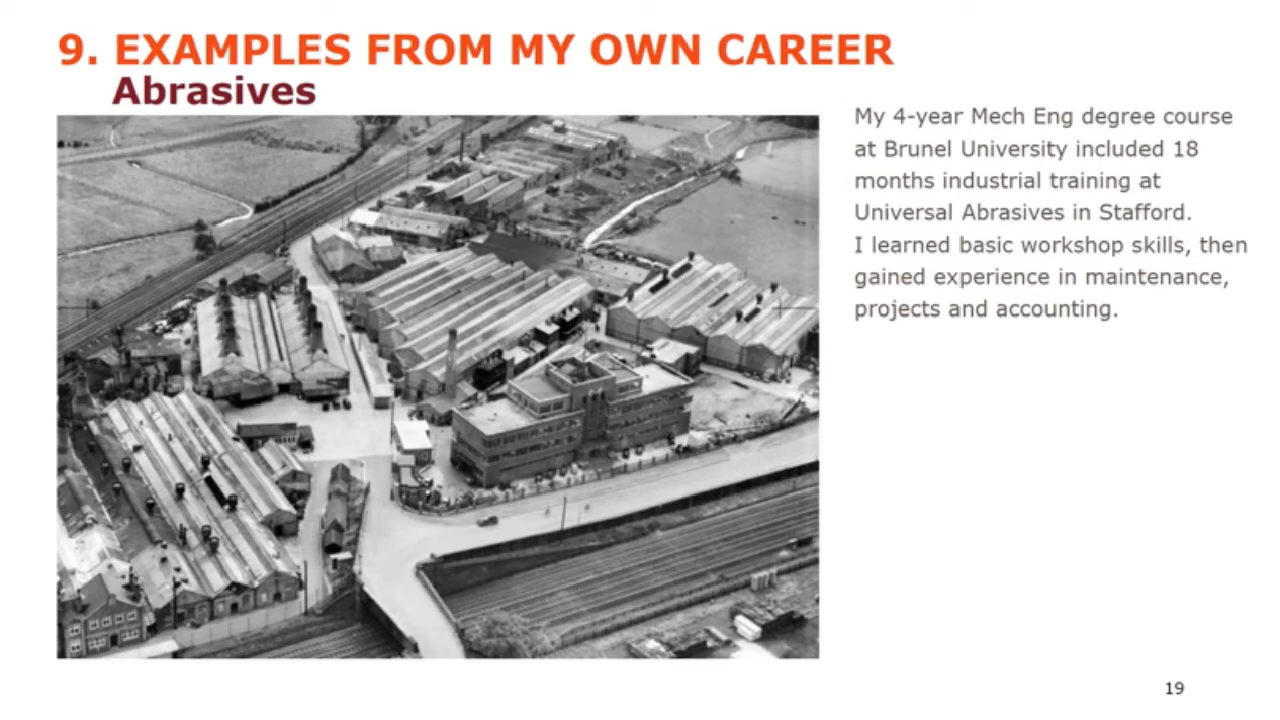 9. EXAMPLES FROM MY OWN CAREER
Abrasives
My 4-year Mech Eng degree course
at Brunel University included 18
months industrial training at
Universal Abrasives in Stafford.
I learned basic workshop skills, then
gained experience in maintenance,
projects and accounting.
19